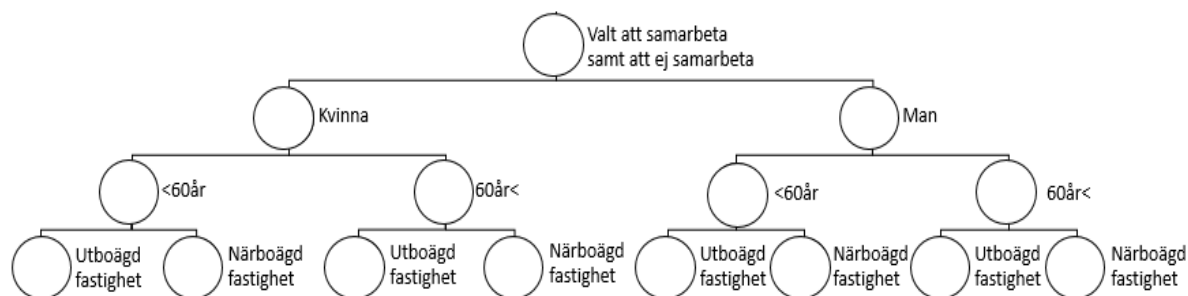 Valt att samarbeta
samt att ej samarbeta
Kvinna
Man
<60år
60år<
<60år
60år<
Utboägd
fastighet
Närboägd
fastighet
Utboägd
fastighet
Närboägd
fastighet
Utboägd
fastighet
Närboägd
fastighet
Utboägd
fastighet
Närboägd
fastighet